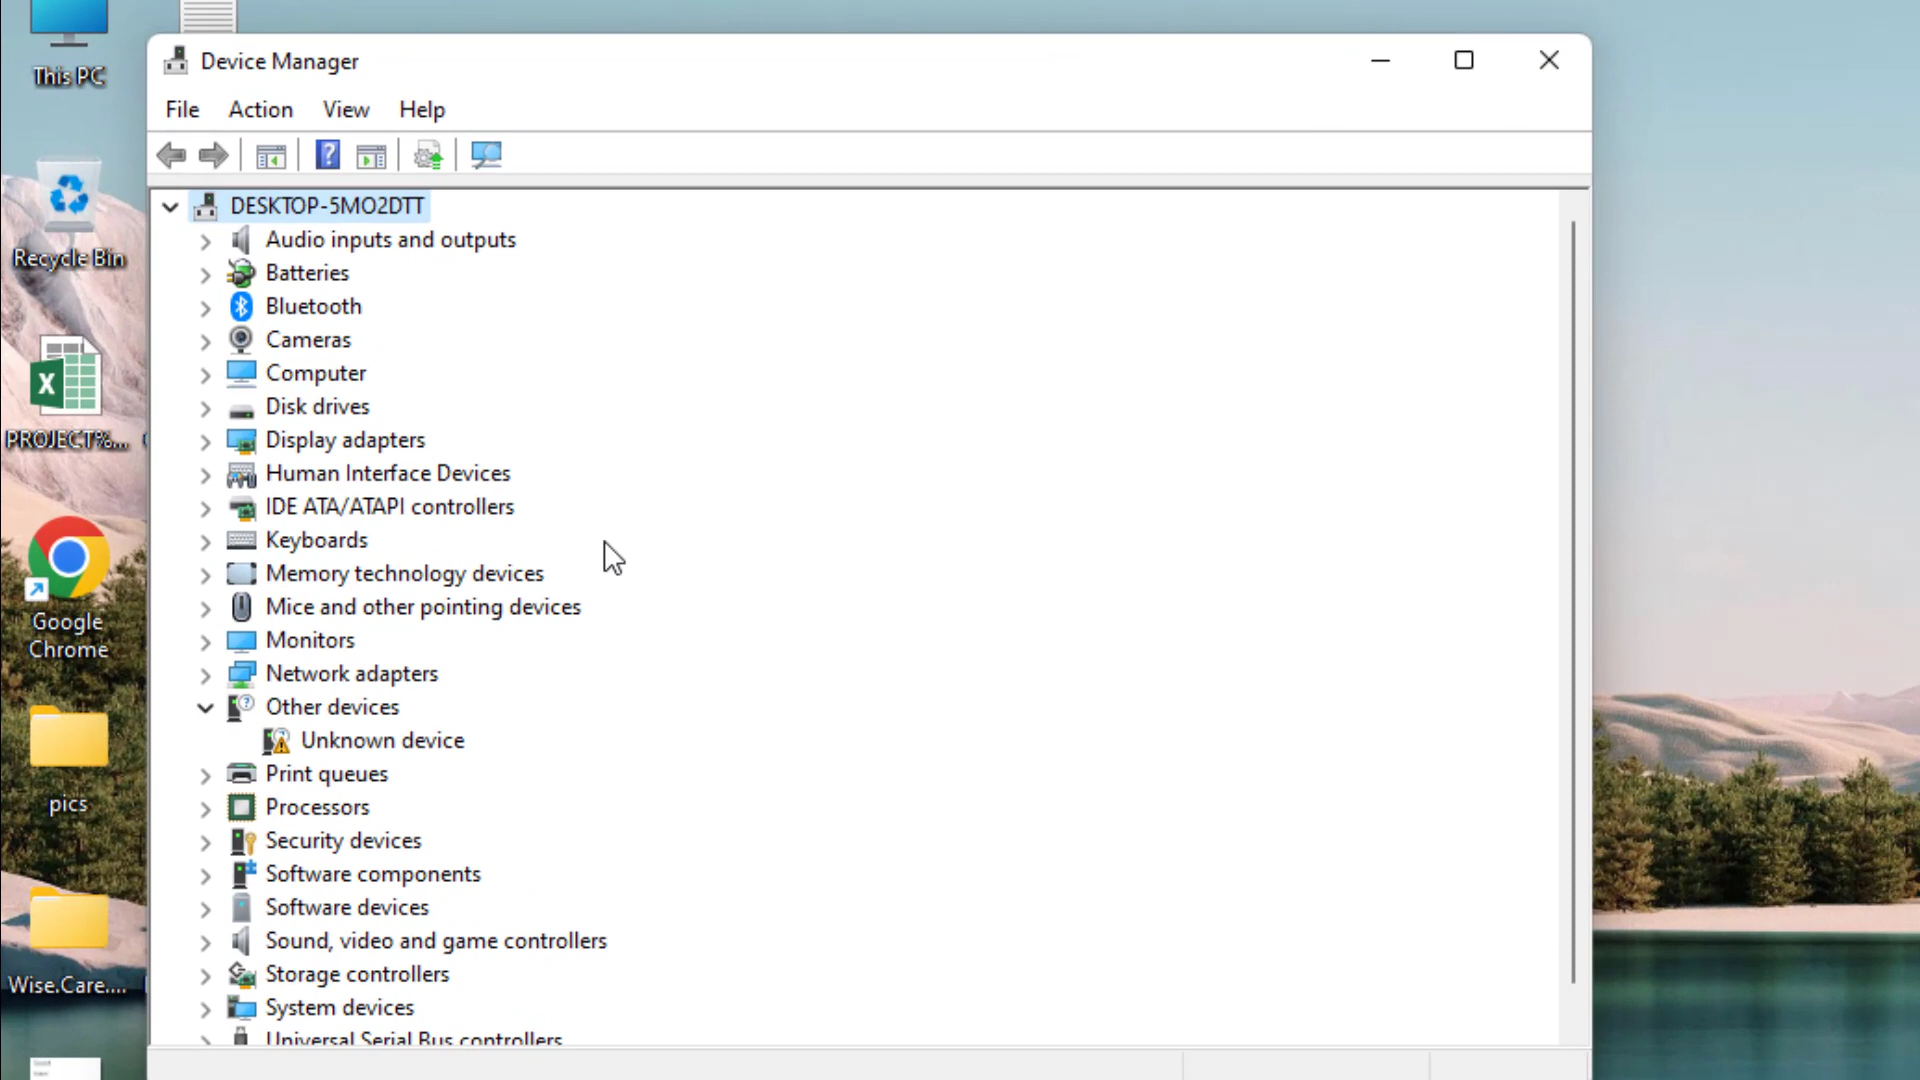 This PC
Recycle Bin
PROJECT%...
Google
Chrome
pics
Wise.Care....
Device Manager
File Action View Help
DESKTOP-5MO2DTT
Audio inputs and outputs
Batteries
Bluetooth
Cameras
Computer
Disk drives
Display adapters
Human Interface Devices
IDE ATA/ATAPI controllers
Keyboards
Memory technology devices
Mice and other pointing devices
Monitors
Network adapters
Other devices
Unknown device
Print queues
Processors
Security devices
Software components
Software devices
Sound, video and game controllers
Storage controllers
System devices
Universal Serial Bus controllers